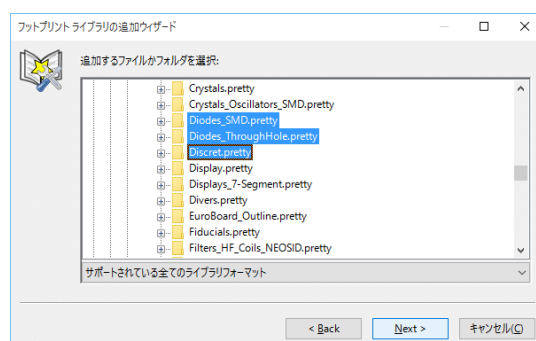 フットプリント ライブラリの追加ウィザード
追加するファイルかフォルダを選択:
Crystals.pretty
Crystals_Oscillators_SMD.pretty
Diodes_SMD.pretty
Diodes_ThroughHole.pretty
Discret.pretty
Display.pretty
Displays_7-Segment.pretty
Divers.pretty
EuroBoard_Outline.pretty
Fiducials.pretty
Filters_HF_Coils_NEOSID.pretty
サポートされている全てのライブラリフォーマット
< Back Next > キャンセル(C)